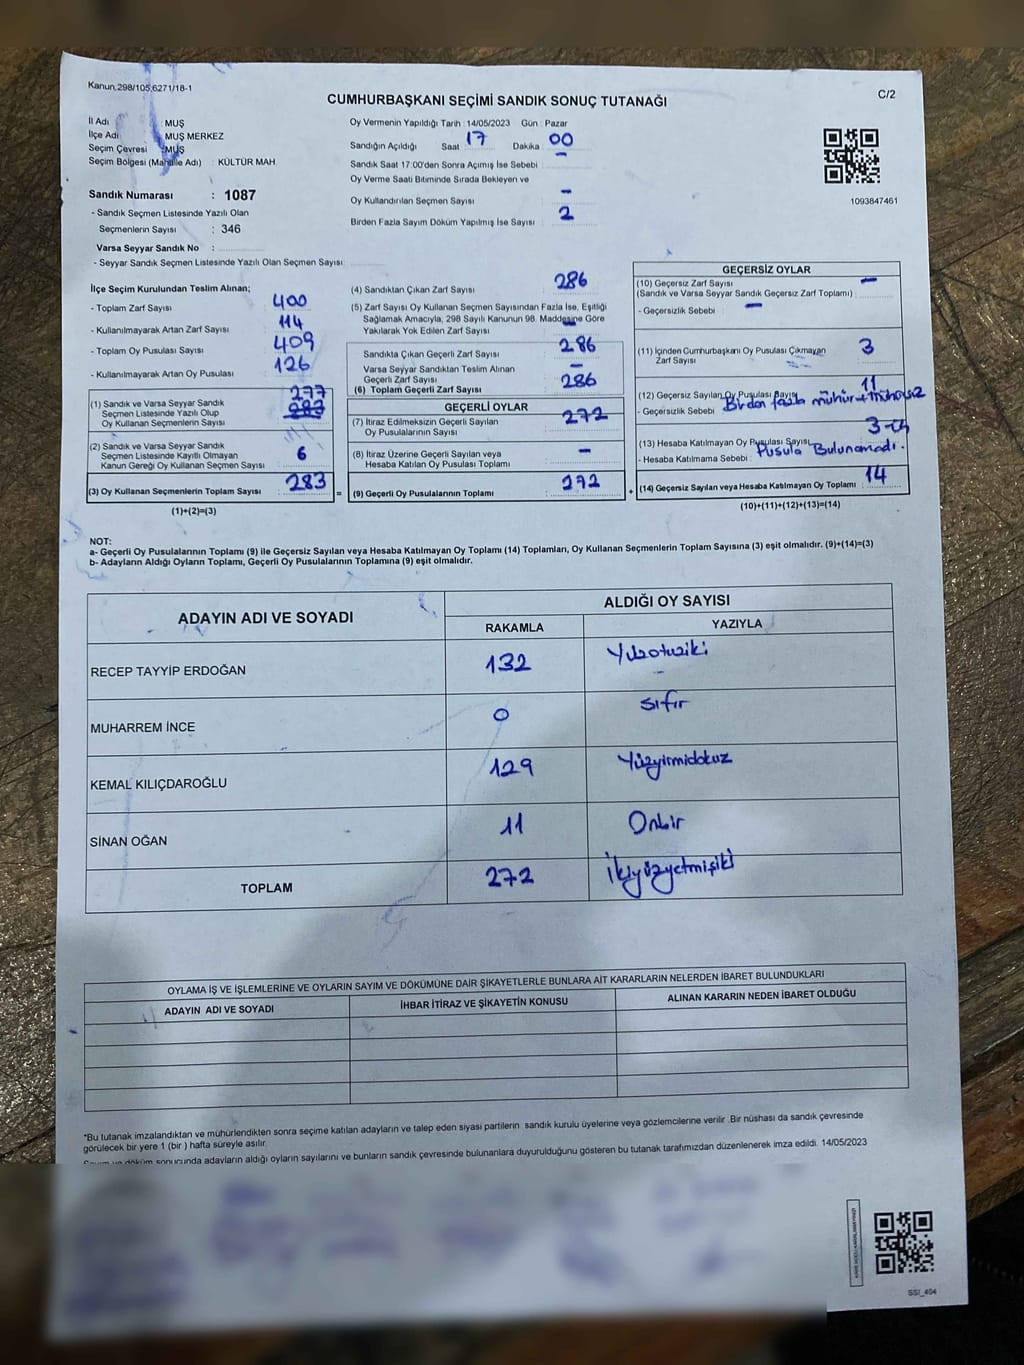 Kanun.298/105,6271/18-1
CUMHURBAŞKANI SEÇİMİ SANDIK SONUÇ TUTANAĞI
C/2
İl Adı : MUŞ
İlçe Adı MUŞ MERKEZ
Seçim Çevresi : MUŞ
Seçim Bölgesi (Mahalle Adı) : KÜLTÜR MAH.
Sandık Numarası : 1087
- Sandık Seçmen Listesinde Yazılı Olan
Seçmenlerin Sayısı : 346
Varsa Seyyar Sandık No :
- Seyyar Sandık Seçmen Listesinde Yazılı Olan Seçmen Sayısı:
Oy Vermenin Yapıldığı Tarih : 14/05/2023 Gün : Pazar
Sandığın Açıldığı Saat : 17 Dakika : 00
Sandık Saat 17:00'den Sonra Açımış İse Sebebi : -
Oy Verme Saati Bitiminde Sırada Bekleyen ve
Oy Kullandırılan Seçmen Sayısı : -
Birden Fazla Sayım Döküm Yapılmış İse Sayısı : 2
1093847461
İlçe Seçim Kurulundan Teslim Alınan;
- Toplam Zarf Sayısı : 400
- Kullanılmayarak Artan Zarf Sayısı : 114
- Toplam Oy Pusulası Sayısı : 409
- Kullanılmayarak Artan Oy Pusulası : 126
277
(1) Sandık ve Varsa Seyyar Sandık
Seçmen Listesinde Yazılı Olup
Oy Kullanan Seçmenlerin Sayısı :
(2) Sandık ve Varsa Seyyar Sandık
Seçmen Listesinde Kayıtlı Olmayan
Kanun Gereği Oy Kullanan Seçmen Sayısı : 6
(3) Oy Kullanan Seçmenlerin Toplam Sayısı : 283
(1)+(2)=(3)
(4) Sandıktan Çıkan Zarf Sayısı : 286
(5) Zarf Sayısı Oy Kullanan Seçmen Sayısından Fazla İse, Eşitliği
Sağlamak Amacıyla, 298 Sayılı Kanunun 98. Maddesine Göre
Yakılarak Yok Edilen Zarf Sayısı : -
Sandıkta Çıkan Geçerli Zarf Sayısı : 286
Varsa Seyyar Sandıktan Teslim Alınan
Geçerli Zarf Sayısı : -
(6) Toplam Geçerli Zarf Sayısı : 286
GEÇERLİ OYLAR
(7) İtiraz Edilmeksizin Geçerli Sayılan
Oy Pusulalarının Sayısı : 272
(8) İtiraz Üzerine Geçerli Sayılan veya
Hesaba Katılan Oy Pusulası Toplamı : -
= (9) Geçerli Oy Pusulalarının Toplamı : 272
GEÇERSİZ OYLAR
(10) Geçersiz Zarf Sayısı : -
(Sandık ve Varsa Seyyar Sandık Geçersiz Zarf Toplamı)
- Geçersizlik Sebebi : -
(11) İçinden Cumhurbaşkanı Oy Pusulası Çıkmayan
Zarf Sayısı : 3
(12) Geçersiz Sayılan Oy Pusulası Sayısı : 11
- Geçersizlik Sebebi : Birden fazla mühür +
(13) Hesaba Katılmayan Oy Pusulası Sayısı :
- Hesaba Katılmama Sebebi : Pusula Bulunamadı.
+ (14) Geçersiz Sayılan veya Hesaba Katılmayan Oy Toplamı : 14
(10)+(11)+(12)+(13)=(14)
NOT:
a- Geçerli Oy Pusulalarının Toplamı (9) ile Geçersiz Sayılan veya Hesaba Katılmayan Oy Toplamı (14) Toplamları, Oy Kullanan Seçmenlerin Toplam Sayısına (3) eşit olmalıdır. (9)+(14)=(3)
b- Adayların Aldığı Oyların Toplamı, Geçerli Oy Pusulalarının Toplamına (9) eşit olmalıdır.
ADAYIN ADI VE SOYADI ALDIĞI OY SAYISI
RAKAMLA YAZIYLA
RECEP TAYYİP ERDOĞAN 132 Yüzotuziki
MUHARREM İNCE 0 sıfır
KEMAL KILIÇDAROĞLU 129 Yüzyirmidokuz
SİNAN OĞAN 11 Onbir
TOPLAM 272 İkiyüzyetmişiki
OYLAMA İŞ VE İŞLEMLERİNE VE OYLARIN SAYIM VE DÖKÜMÜNE DAİR ŞİKAYETLERLE BUNLARA AİT KARARLARIN NELERDEN İBARET BULUNDUKLARI
ADAYIN ADI VE SOYADI İHBAR İTİRAZ VE ŞİKAYETİN KONUSU ALINAN KARARIN NEDEN İBARET OLDUĞU
*Bu tutanak imzalandıktan ve mühürlendikten sonra seçime katılan adayların ve talep eden siyasi partilerin sandık kurulu üyelerine veya gözlemcilerine verilir .Bir nüshası da sandık çevresinde
görülecek bir yere 1 (bir ) hafta süreyle asılır.
Sayım ve döküm sonucunda adayların aldığı oyların sayılarını ve bunların sandık çevresinde bulunanlara duyurulduğunu gösteren bu tutanak tarafımızdan düzenlenerek imza edildi. 14/05/2023
SSI_404